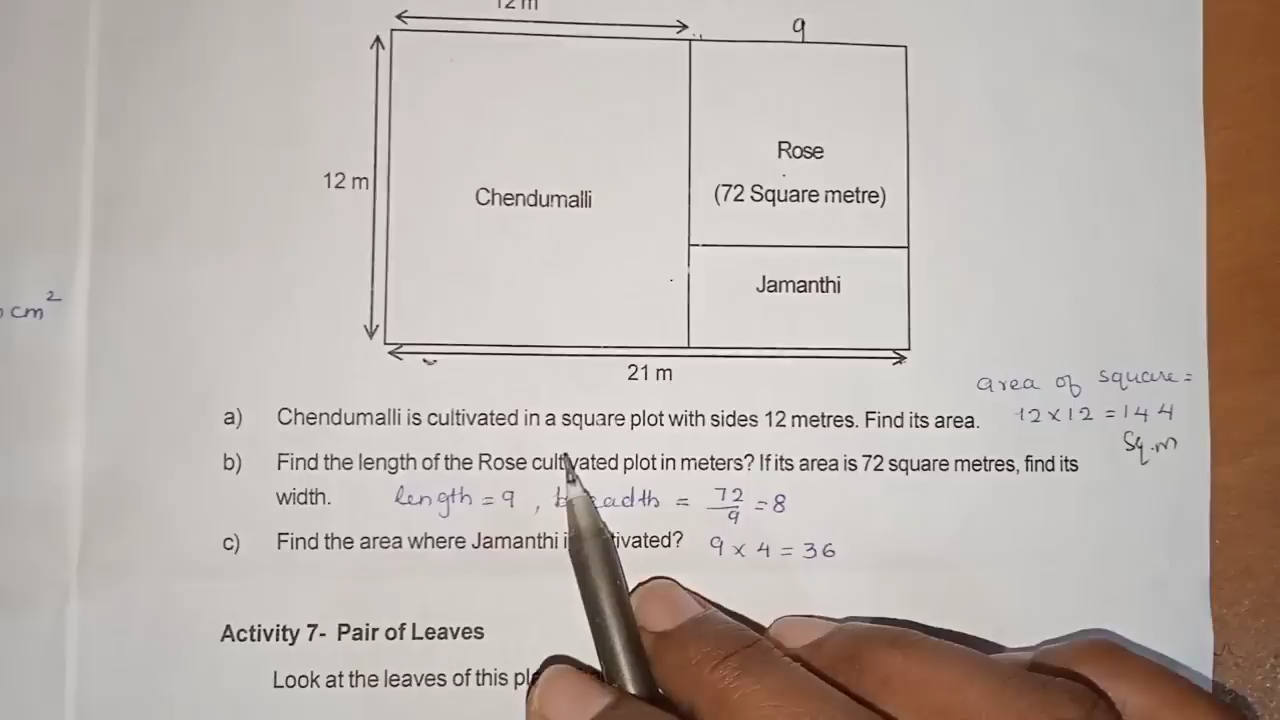 12 m
9
12 m
Chendumalli
Rose
(72 Square metre)
Jamanthi
21 m
cm²
area of square =
a) Chendumalli is cultivated in a square plot with sides 12 metres. Find its area. 12 × 12 = 144
Sq.m
b) Find the length of the Rose cultivated plot in meters? If its area is 72 square metres, find its
width. length = 9 , breadth = 72/9 = 8
c) Find the area where Jamanthi is cultivated? 9 × 4 = 36
Activity 7- Pair of Leaves
Look at the leaves of this